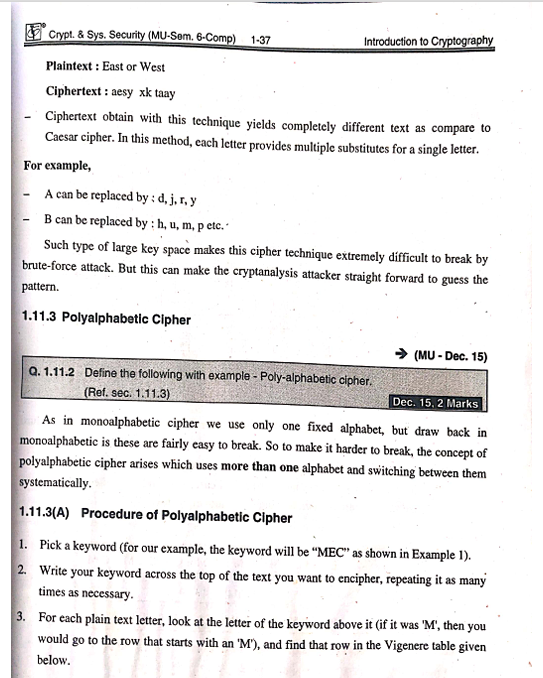 Crypt. & Sys. Security (MU-Sem. 6-Comp) 1-37 Introduction to Cryptography
Plaintext : East or West
Ciphertext : aesy xk taay
– Ciphertext obtain with this technique yields completely different text as compare to
Caesar cipher. In this method, each letter provides multiple substitutes for a single letter.
For example,
– A can be replaced by : d, j, r, y
– B can be replaced by : h, u, m, p etc.
Such type of large key space makes this cipher technique extremely difficult to break by
brute-force attack. But this can make the cryptanalysis attacker straight forward to guess the
pattern.
1.11.3 Polyalphabetic Cipher
➔ (MU - Dec. 15)
Q. 1.11.2 Define the following with example - Poly-alphabetic cipher.
(Ref. sec. 1.11.3) Dec. 15, 2 Marks
As in monoalphabetic cipher we use only one fixed alphabet, but draw back in
monoalphabetic is these are fairly easy to break. So to make it harder to break, the concept of
polyalphabetic cipher arises which uses more than one alphabet and switching between them
systematically.
1.11.3(A) Procedure of Polyalphabetic Cipher
1. Pick a keyword (for our example, the keyword will be “MEC” as shown in Example 1).
2. Write your keyword across the top of the text you want to encipher, repeating it as many
times as necessary.
3. For each plain text letter, look at the letter of the keyword above it (if it was 'M', then you
would go to the row that starts with an 'M'), and find that row in the Vigenere table given
below.